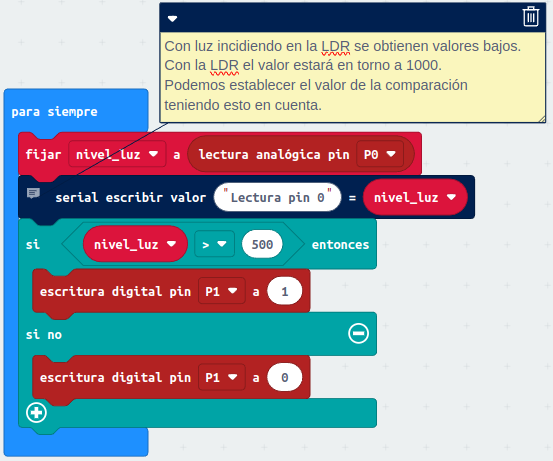 Con luz incidiendo en la LDR se obtienen valores bajos.
Con la LDR el valor estará en torno a 1000.
Podemos establecer el valor de la comparación
teniendo esto en cuenta.
para siempre
fijar nivel_luz a lectura analógica pin P0
serial escribir valor "Lectura pin 0" = nivel_luz
si nivel_luz > 500 entonces
escritura digital pin P1 a 1
si no
escritura digital pin P1 a 0